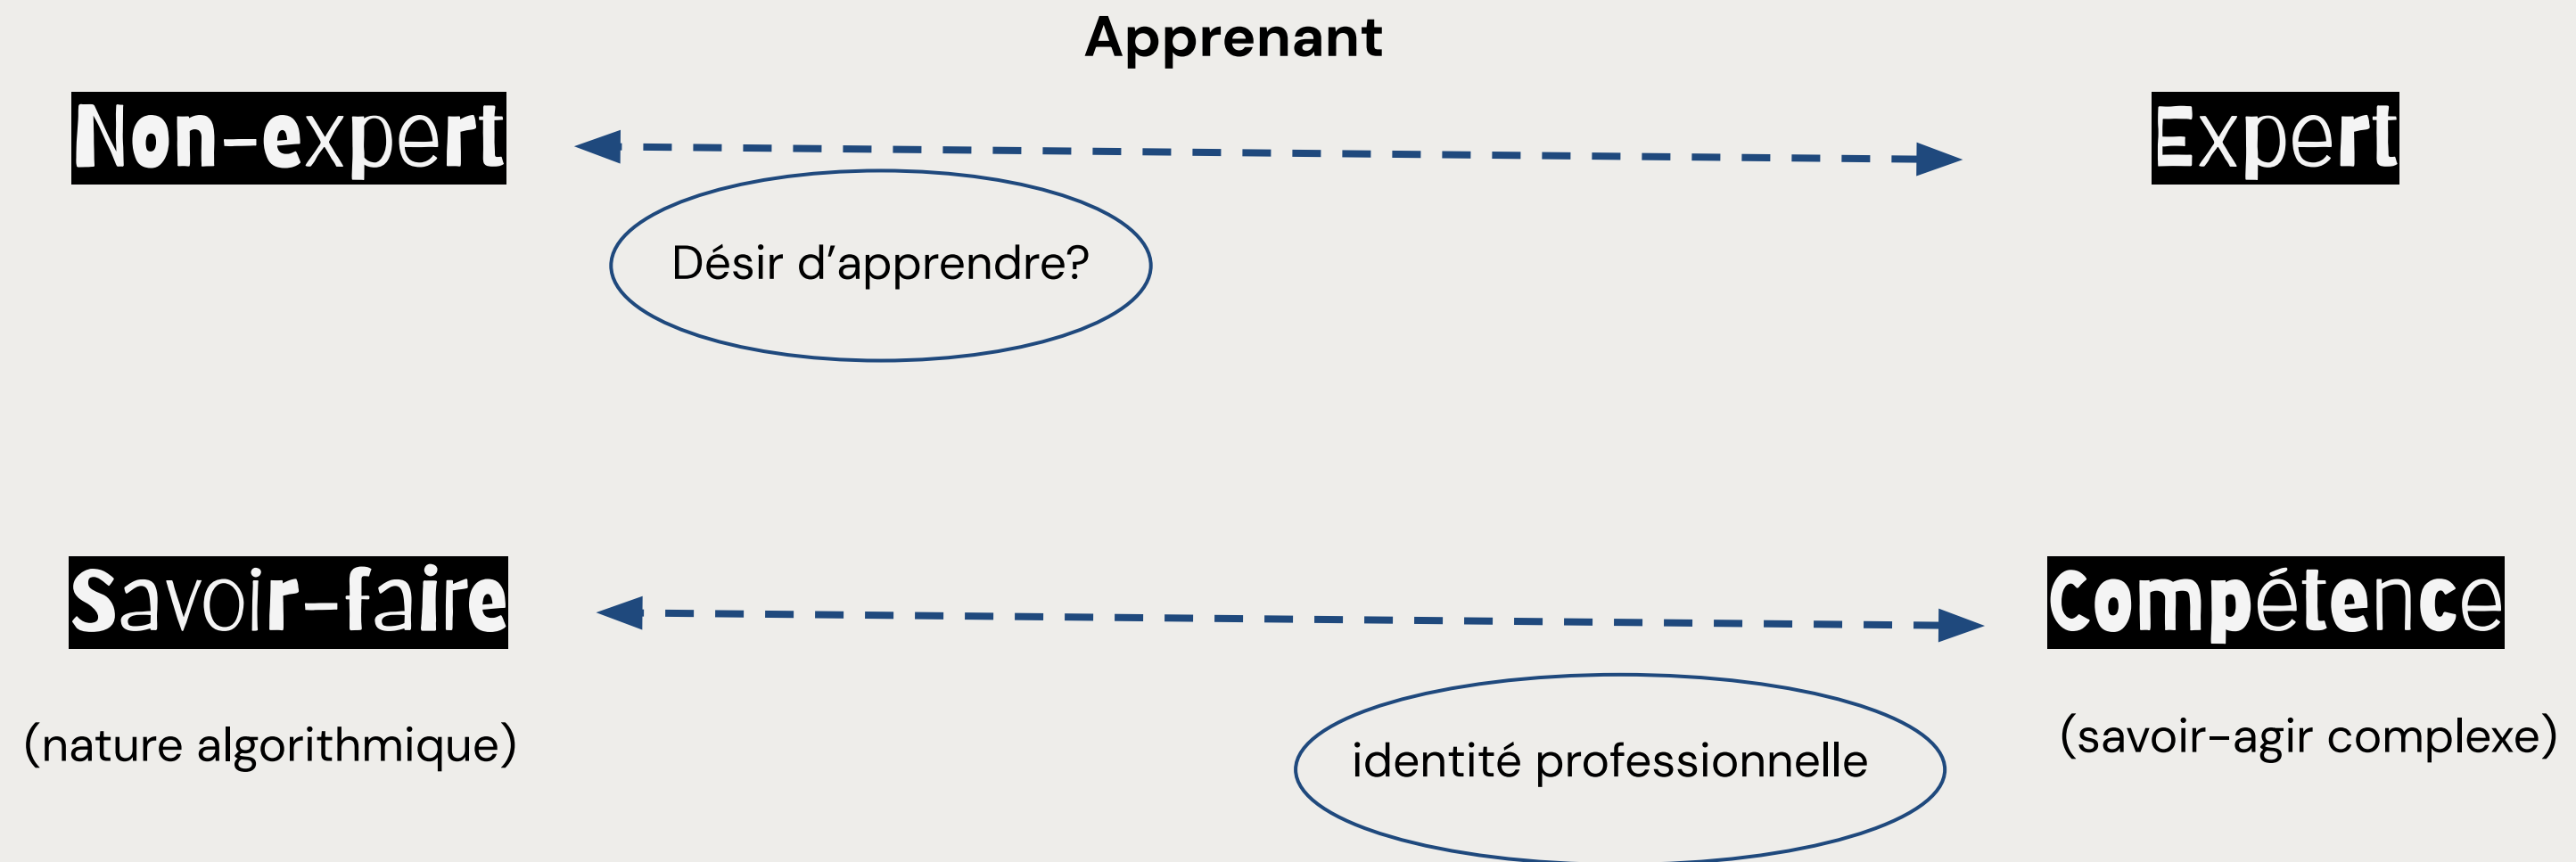 Apprenant
Non-expert
Expert
Désir d’apprendre?
Savoir-faire
Compétence
(nature algorithmique)
(savoir-agir complexe)
identité professionnelle